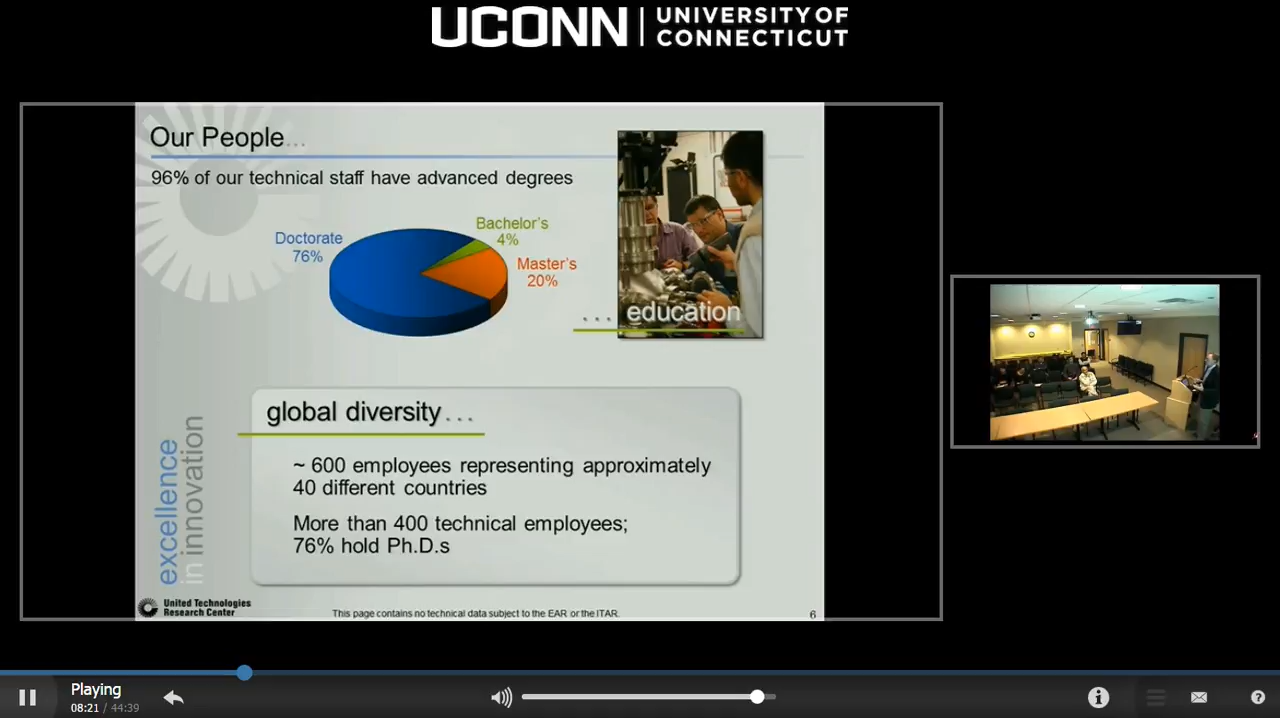 UCONN
UNIVERSITY OF
CONNECTICUT
Our People...
96% of our technical staff have advanced degrees
Bachelor's
4%
Doctorate
76%
Master's
20%
... education
global diversity...
~ 600 employees representing approximately
40 different countries
More than 400 technical employees;
76% hold Ph.D.s
excellence
in innovation
United Technologies
Research Center
This page contains no technical data subject to the EAR or the ITAR.
6
Playing
08:21 / 44:39